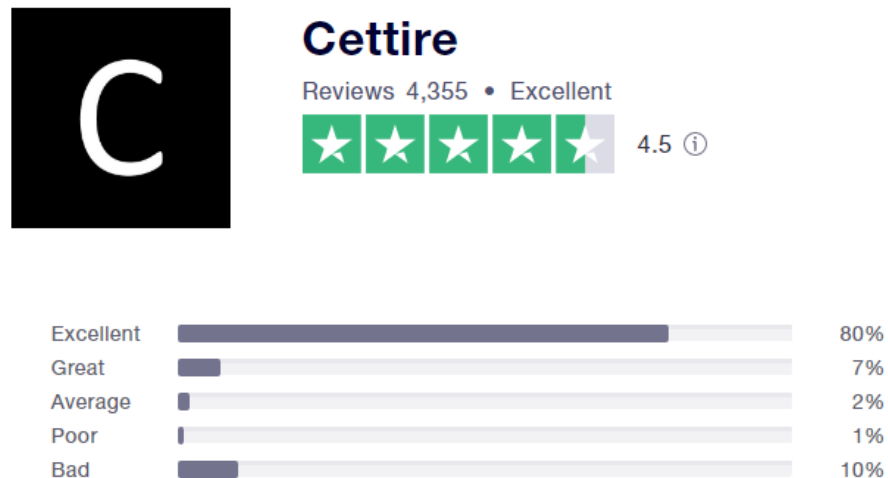 C
Cettire
Reviews 4,355 • Excellent
4.5 i
Excellent 80%
Great 7%
Average 2%
Poor 1%
Bad 10%